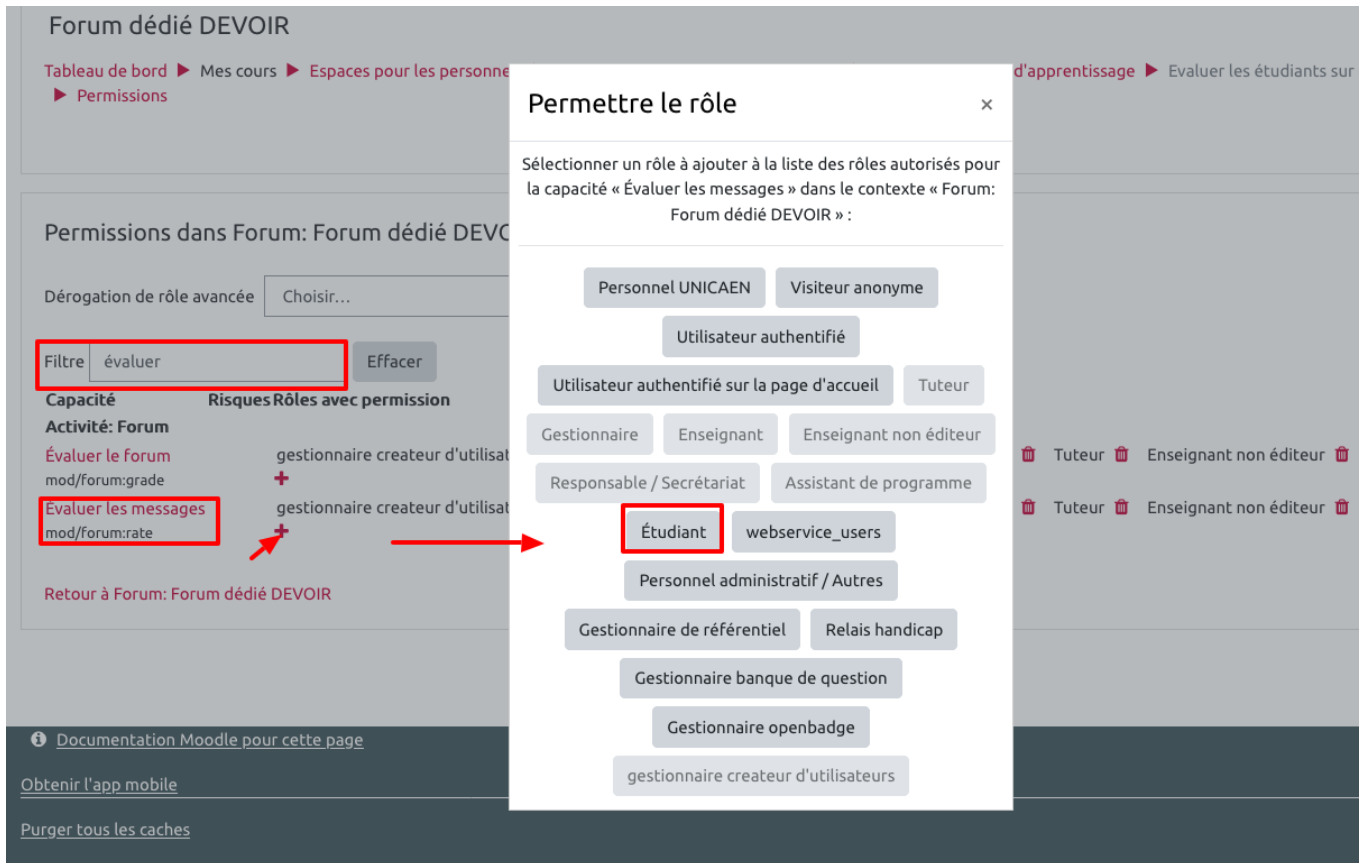 Forum dédié DEVOIR
Tableau de bord ▶ Mes cours ▶ Espaces pour les personne
d'apprentissage ▶ Evaluer les étudiants sur
▶ Permissions
Permettre le rôle ×
Sélectionner un rôle à ajouter à la liste des rôles autorisés pour
la capacité « Évaluer les messages » dans le contexte « Forum:
Forum dédié DEVOIR » :
Personnel UNICAEN Visiteur anonyme
Utilisateur authentifié
Utilisateur authentifié sur la page d'accueil Tuteur
Gestionnaire Enseignant Enseignant non éditeur
Responsable / Secrétariat Assistant de programme
Étudiant webservice_users
Personnel administratif / Autres
Gestionnaire de référentiel Relais handicap
Gestionnaire banque de question
Gestionnaire openbadge
gestionnaire createur d'utilisateurs
Permissions dans Forum: Forum dédié DEVO
Dérogation de rôle avancée Choisir...
Filtre évaluer Effacer
Capacité Risques Rôles avec permission
Activité: Forum
Évaluer le forum gestionnaire createur d'utilisat Tuteur Enseignant non éditeur
mod/forum:grade
Évaluer les messages gestionnaire createur d'utilisat Tuteur Enseignant non éditeur
mod/forum:rate
Retour à Forum: Forum dédié DEVOIR
Documentation Moodle pour cette page
Obtenir l'app mobile
Purger tous les caches